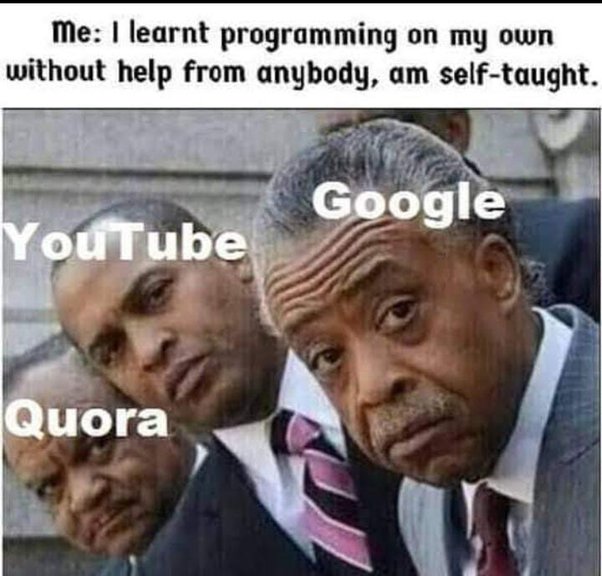 Me: I learnt programming on my own
without help from anybody, am self-taught.
Google
YouTube
Quora